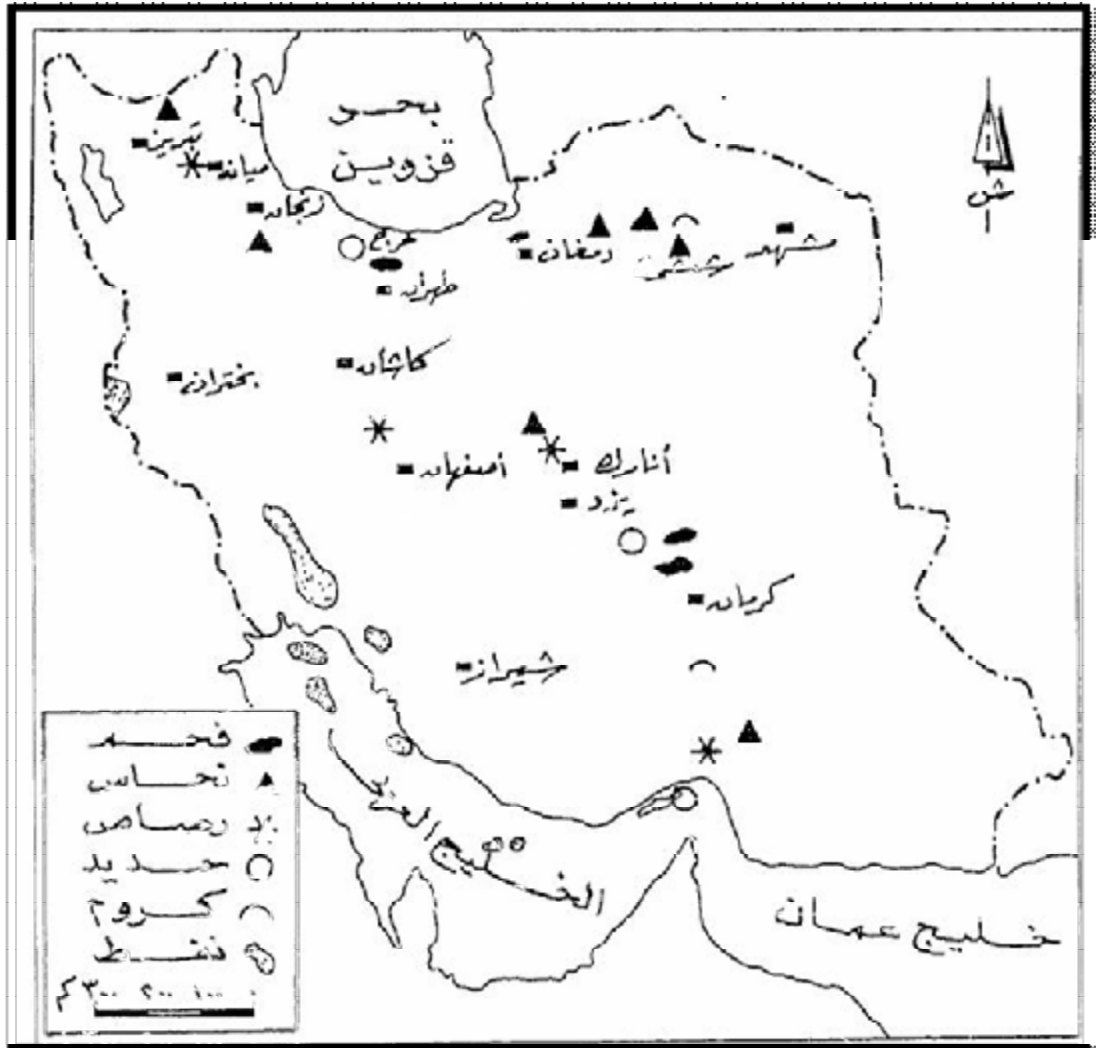 بحر
قزوين
ش
تبريز
ميانه
زنجان
كرج
طهران
دمغان
مشهد
كاشان
بختران
أصفهان
أنارك
يزد
كرمان
شيراز
الخليج العربي
خليج عمان
فحم
نحاس
رصاص
حديد
كروم
نفط
٠ ١٠٠ ٢٠٠ ٣٠٠ كم